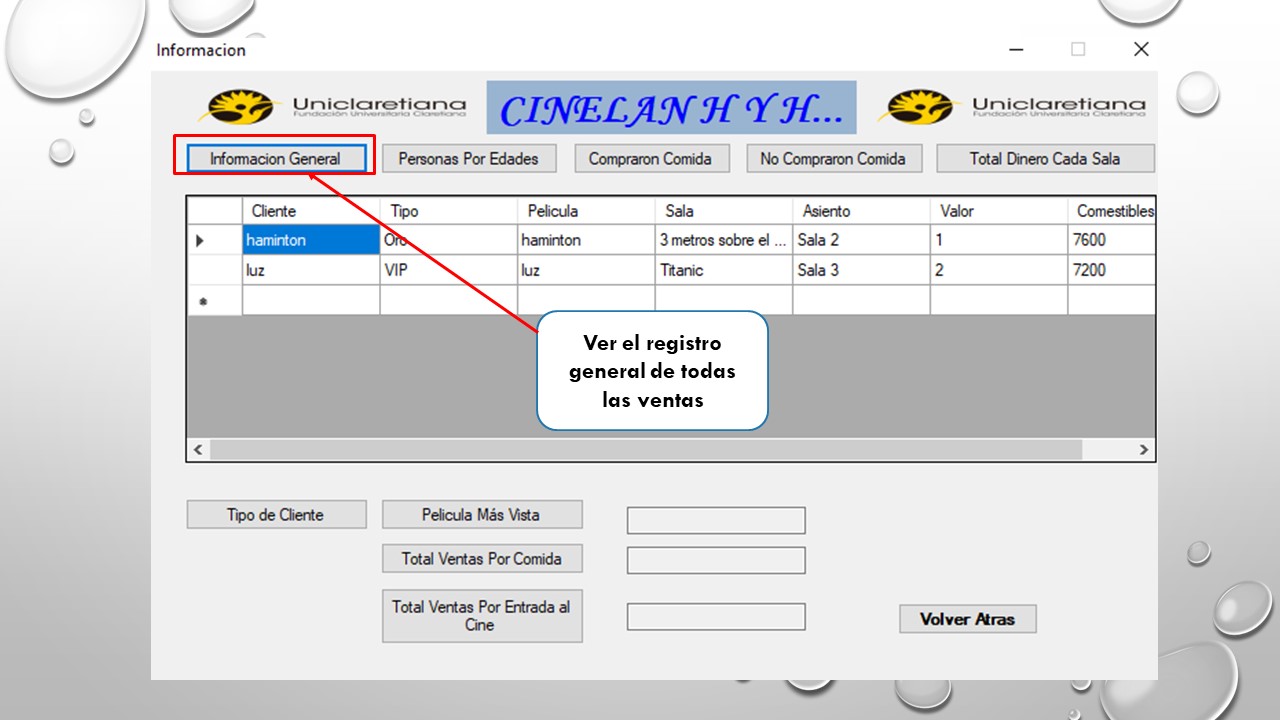 Informacion
Uniclaretiana
Fundación Universitaria Claretiana
CINELAN H Y H...
Uniclaretiana
Fundación Universitaria Claretiana
Infomacion General
Personas Por Edades
Compraron Comida
No Compraron Comida
Total Dinero Cada Sala
Cliente Tipo Pelicula Sala Asiento Valor Comestibles
haminton Oro haminton 3 metros sobre el ... Sala 2 1 7600
luz VIP luz Titanic Sala 3 2 7200
Ver el registro
general de todas
las ventas
Tipo de Cliente
Pelicula Más Vista
Total Ventas Por Comida
Total Ventas Por Entrada al
Cine
Volver Atras